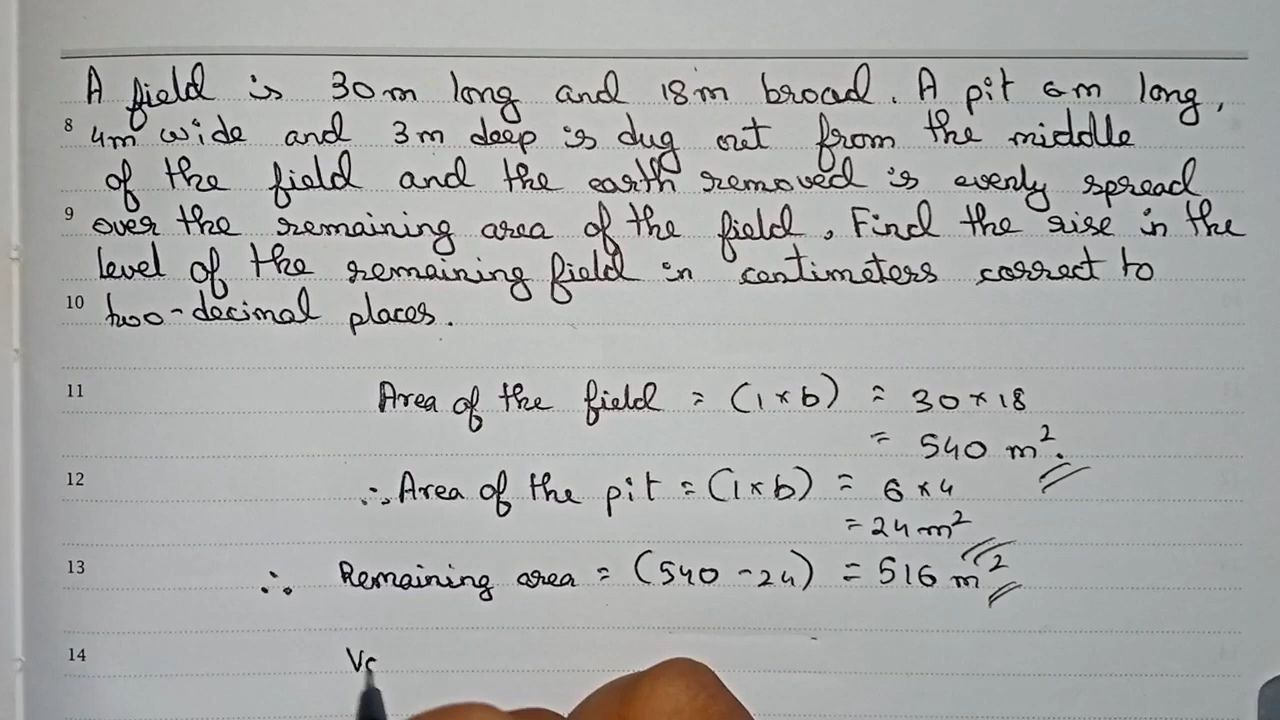 A field is 30m long and 18m broad. A pit 6m long,
8 4m wide and 3m deep is dug out from the middle
of the field and the earth removed is evenly spread
9 over the remaining area of the field. Find the rise in the
level of the remaining field in centimeters correct to
10 two-decimal places.
11 Area of the field = (l × b) = 30 × 18
= 540 m².
12 ∴ Area of the pit = (l × b) = 6 × 4
= 24 m²
13 ∴ Remaining area = (540 - 24) = 516 m²
14 Vo